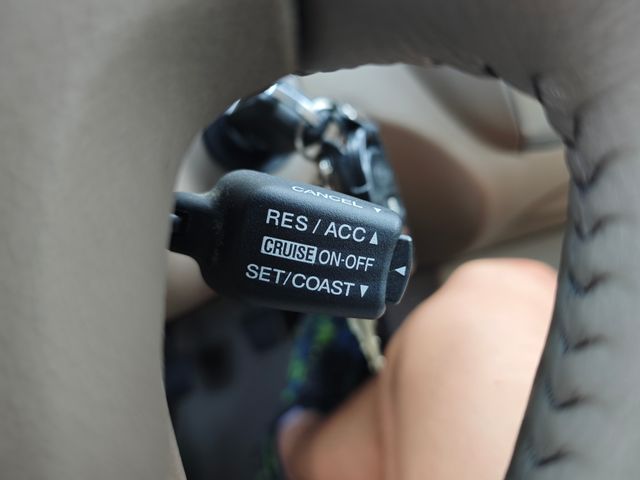 CANCEL ▼
RES / ACC ▲
CRUISE ON-OFF ◀
SET/COAST ▼